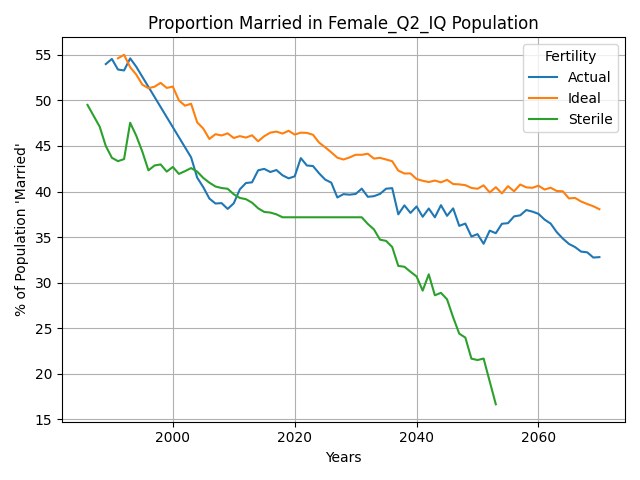 Proportion Married in Female_Q2_IQ Population
% of Population 'Married'
55
50
45
40
35
30
25
20
15
Fertility
Actual
Ideal
Sterile
2000 2020 2040 2060
Years